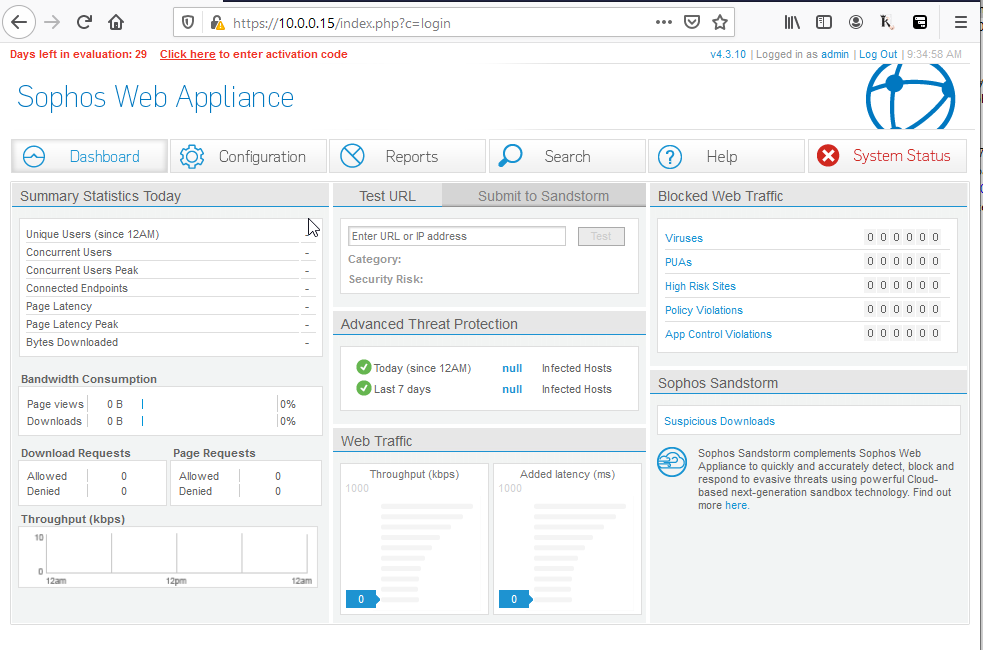 https://10.0.0.15/index.php?c=login
Days left in evaluation: 29 Click here to enter activation code
v4.3.10 | Logged in as admin | Log Out | 9:34:58 AM
Sophos Web Appliance
Dashboard Configuration Reports Search Help System Status
Summary Statistics Today
Unique Users (since 12AM) -
Concurrent Users -
Concurrent Users Peak -
Connected Endpoints -
Page Latency -
Page Latency Peak -
Bytes Downloaded -
Bandwidth Consumption
Page views 0 B 0%
Downloads 0 B 0%
Download Requests
Allowed 0
Denied 0
Page Requests
Allowed 0
Denied 0
Throughput (kbps)
10
0
12am 12pm 12am
Test URL Submit to Sandstorm
Enter URL or IP address Test
Category:
Security Risk:
Advanced Threat Protection
Today (since 12AM) null Infected Hosts
Last 7 days null Infected Hosts
Web Traffic
Throughput (kbps)
1000
0
Added latency (ms)
1000
0
Blocked Web Traffic
Viruses 0 0 0 0 0 0
PUAs 0 0 0 0 0 0
High Risk Sites 0 0 0 0 0 0
Policy Violations 0 0 0 0 0 0
App Control Violations 0 0 0 0 0 0
Sophos Sandstorm
Suspicious Downloads
Sophos Sandstorm complements Sophos Web
Appliance to quickly and accurately detect, block and
respond to evasive threats using powerful Cloud-
based next-generation sandbox technology. Find out
more here.